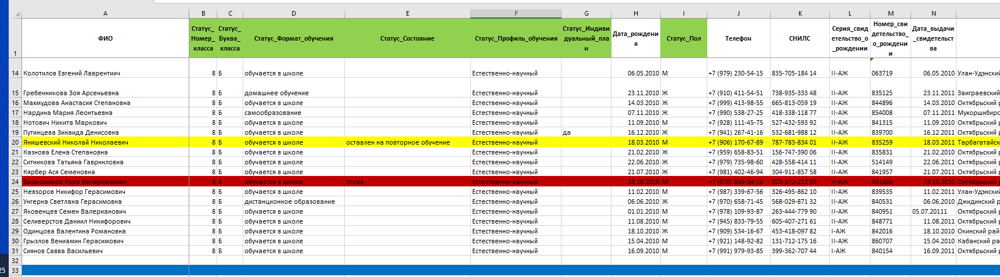 A B C D E F G H I J K L M N
1 ФИО Статус_Номер_класса Статус_Буква_класса Статус_Формат_обучения Статус_Состояние Статус_Профиль_обучения Статус_Индивидуальный_план Дата_рождения Статус_Пол Телефон СНИЛС Серия_свидетельство_о_рождении Номер_свидетельство_о_рождении Дата_выдачи_свидетельства
14 Колотилов Евгений Лаврентиич 8 Б обучается в школе Естественно-научный 06.05.2010 М +7 (979) 230-54-15 835-705-184 14 II-АЖ 063719 06.05.2010 Улан-Удэнский
15 Гребенникова Зоя Арсеньевна 8 Б домашнее обучение Естественно-научный 23.11.2010 Ж +7 (910) 411-54-51 738-935-333 48 II-АЖ 835125 23.11.2011 Заиграевский
16 Махмудова Анастасия Степановна 8 Б обучается в школе Естественно-научный 14.03.2010 Ж +7 (999) 413-98-55 665-813-059 19 II-АЖ 844896 14.03.2010 Октябрьский р
17 Нардина Мария Леонтьевна 8 Б самообразование Естественно-научный 07.11.2010 Ж +7 (990) 538-27-25 418-338-118 77 II-АЖ 854008 07.11.2011 Мухоршибирс
18 Нотович Никита Маркович 8 Б обучается в школе Естественно-научный 11.09.2010 М +7 (928) 111-45-75 527-432-593 92 II-АЖ 841315 11.09.2010 Октябрьский р
19 Путинцева Зинаида Денисовна 8 Б обучается в школе Естественно-научный да 16.12.2010 Ж +7 (941) 267-41-16 532-681-988 12 II-АЖ 839700 16.12.2011 Октябрьский р
20 Янишевский Николай Николаевич 8 Б обучается в школе оставлен на повторное обучение Естественно-научный 18.03.2010 М +7 (906) 170-67-89 787-783-834 01 II-АЖ 835259 18.03.2011 Тарбагатайск
21 Казнова Елена Степановна 8 Б обучается в школе Естественно-научный 21.02.2010 Ж +7 (959) 658-83-51 156-747-390 06 II-АЖ 835831 21.02.2010 Октябрьский р
22 Ситникова Татьяна Гаврннловна 8 Б обучается в школе Естественно-научный 22.06.2010 Ж +7 (979) 735-98-60 428-558-414 11 II-АЖ 514149 22.06.2011 Октябрьский р
23 Кярбер Ася Семеновна 8 Б обучается в школе Естественно-научный 21.07.2010 Ж +7 (981) 402-46-94 304-911-857 58 II-АЖ 841957 21.07.2011 Октябрьский р
24 Барышников Яков Валерианович 8 Б обучается в школе отсев Естественно-научный 18.10.2010 М +7 (970) 845-34-16 825-372-212 93 II-АЖ 841869 18.10.2010 Октябрьский р
25 Невзоров Никифор Герасимович 8 Б обучается в школе Естественно-научный 11.02.2010 М +7 (987) 339-67-56 326-495-862 10 II-АЖ 839535 11.02.2011 Улан-Удэнский
26 Унгерна Светлана Герасимовна 8 Б дистанционное образование Естественно-научный 06.06.2010 Ж +7 (970) 658-71-45 568-029-871 32 II-АЖ 840531 06.06.2010 Джидинский р
27 Яковенцев Семен Валерианович 8 Б обучается в школе Естественно-научный 01.01.2010 М +7 (978) 109-93-87 263-444-779 90 II-АЖ 840951 05.07.20111 Октябрьский р
28 Селиверстов Даниил Никифорович 8 Б обучается в школе Естественно-научный 11.08.2010 М +7 (945) 833-79-55 605-407-271 61 II-АЖ 848771 11.08.2011 Октябрьский р
29 Одинцова Валентина Романовна 8 Б обучается в школе Естественно-научный 18.10.2010 Ж +7 (909) 534-16-67 453-418-097 82 I-АЖ 842016 18.10.2010 Окинский рай
30 Грызлов Вениамин Герасимович 8 Б обучается в школе Естественно-научный 15.04.2010 М +7 (921) 148-92-82 131-712-175 16 II-АЖ 860707 15.04.2010 Кабанский ра
31 Сиянов Савва Васильевич 8 Б обучается в школе Естественно-научный 16.09.2010 М +7 (991) 979-93-85 399-362-707 44 I-АЖ 840154 16.09.2011 Октябрьский р
32
25 33